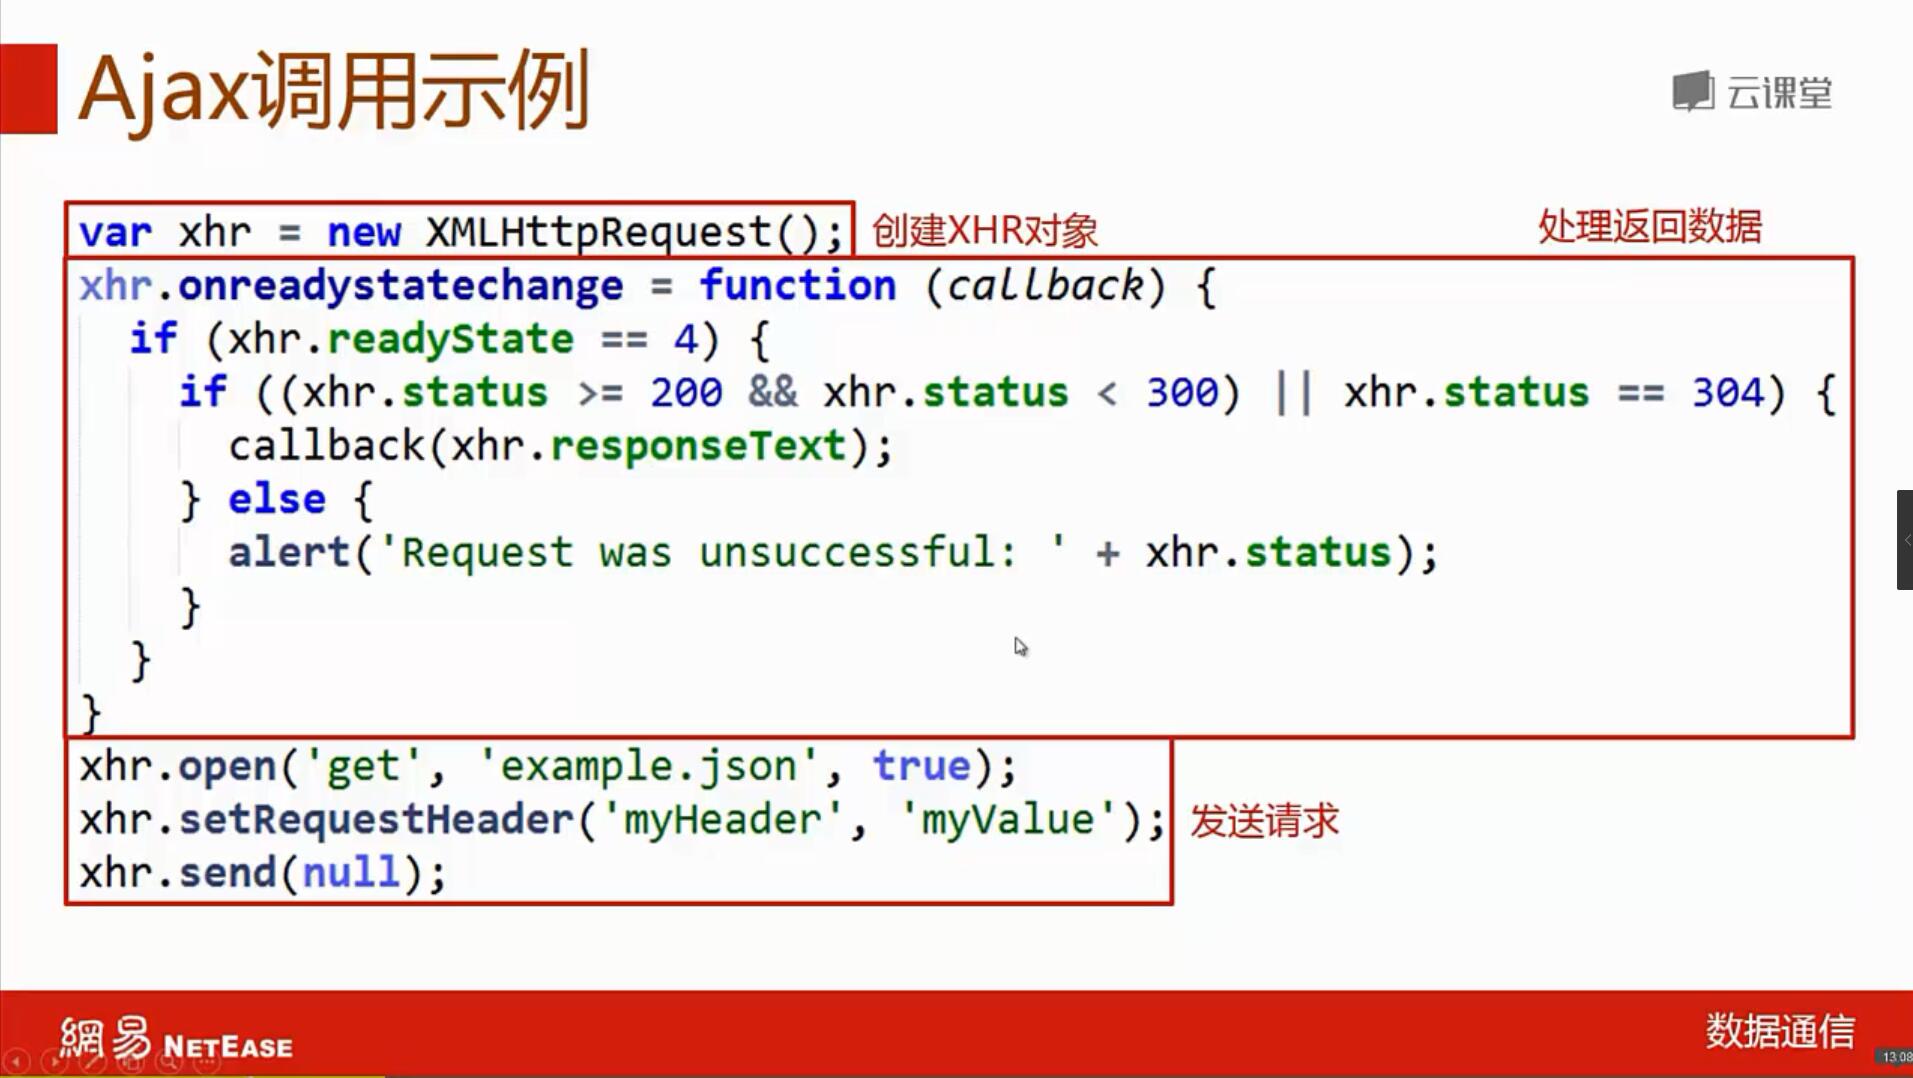 Ajax调用示例
云课堂
var xhr = new XMLHttpRequest();
创建XHR对象
处理返回数据
xhr.onreadystatechange = function (callback) {
if (xhr.readyState == 4) {
if ((xhr.status >= 200 && xhr.status < 300) || xhr.status == 304) {
callback(xhr.responseText);
} else {
alert('Request was unsuccessful: ' + xhr.status);
}
}
}
xhr.open('get', 'example.json', true);
xhr.setRequestHeader('myHeader', 'myValue');
xhr.send(null);
发送请求
網易 NETEASE
数据通信
13:08